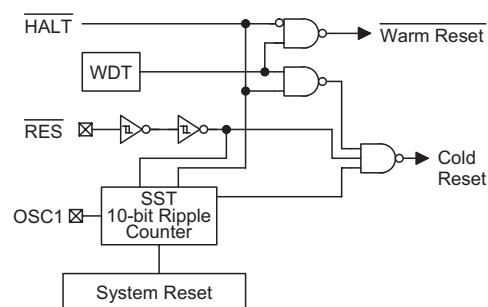 HALT
Warm Reset
WDT
RES
Cold
Reset
SST
10-bit Ripple
Counter
OSC1
System Reset